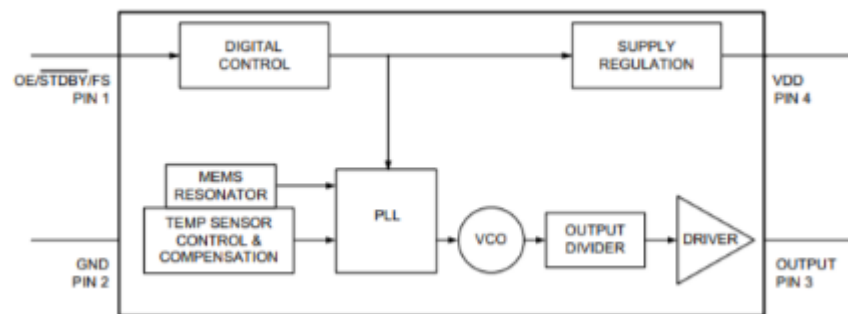 DIGITAL
CONTROL
SUPPLY
REGULATION
OE/STDBY/FS
PIN 1
VDD
PIN 4
MEMS
RESONATOR
TEMP SENSOR
CONTROL &
COMPENSATION
PLL
VCO
OUTPUT
DIVIDER
DRIVER
GND
PIN 2
OUTPUT
PIN 3